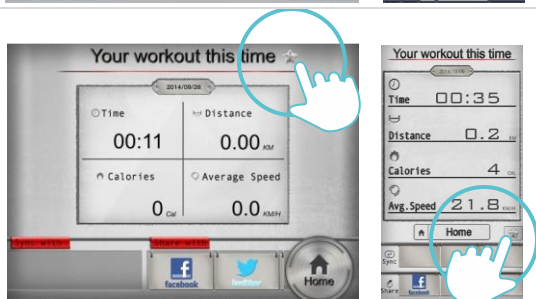 Your workout this time
2014/09/26
Time
Distance
00:11
0.00 KM
Calories
Average Speed
0 Cal
0.0 KM/H
Sync with
Share with
facebook
twitter
Home
Your workout this time
Time 00:35
Distance 0.2
Calories 4
Avg.Speed 21.8
Home
Sync
Share
facebook